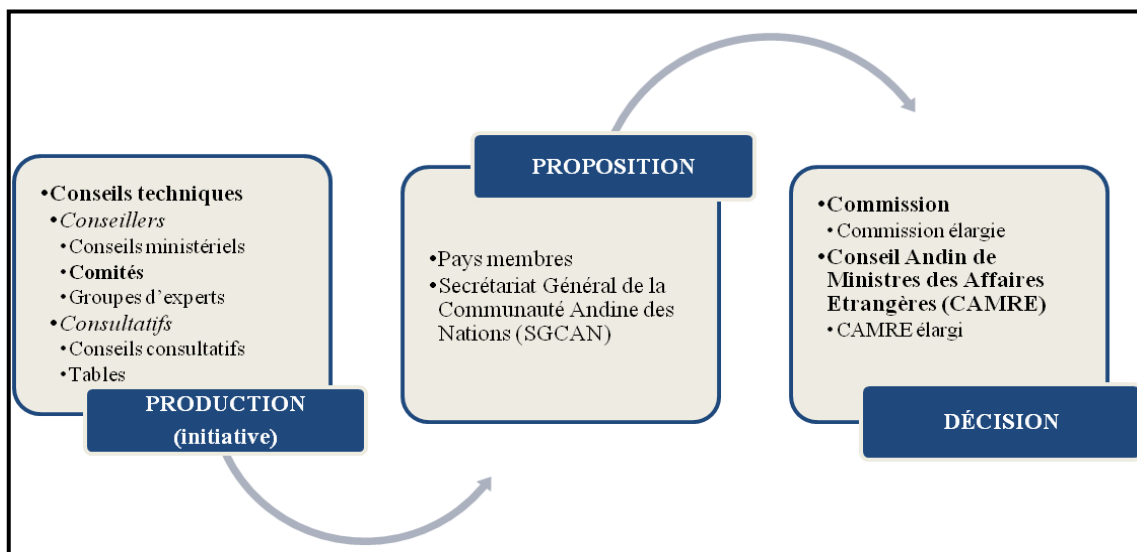 •Conseils techniques
•Conseillers
•Conseils ministériels
•Comités
•Groupes d’experts
•Consultatifs
•Conseils consultatifs
•Tables
PRODUCTION
(initiative)
PROPOSITION
•Pays membres
•Secrétariat Général de la
Communauté Andine des
Nations (SGCAN)
•Commission
•Commission élargie
•Conseil Andin de
Ministres des Affaires
Etrangères (CAMRE)
•CAMRE élargi
DÉCISION